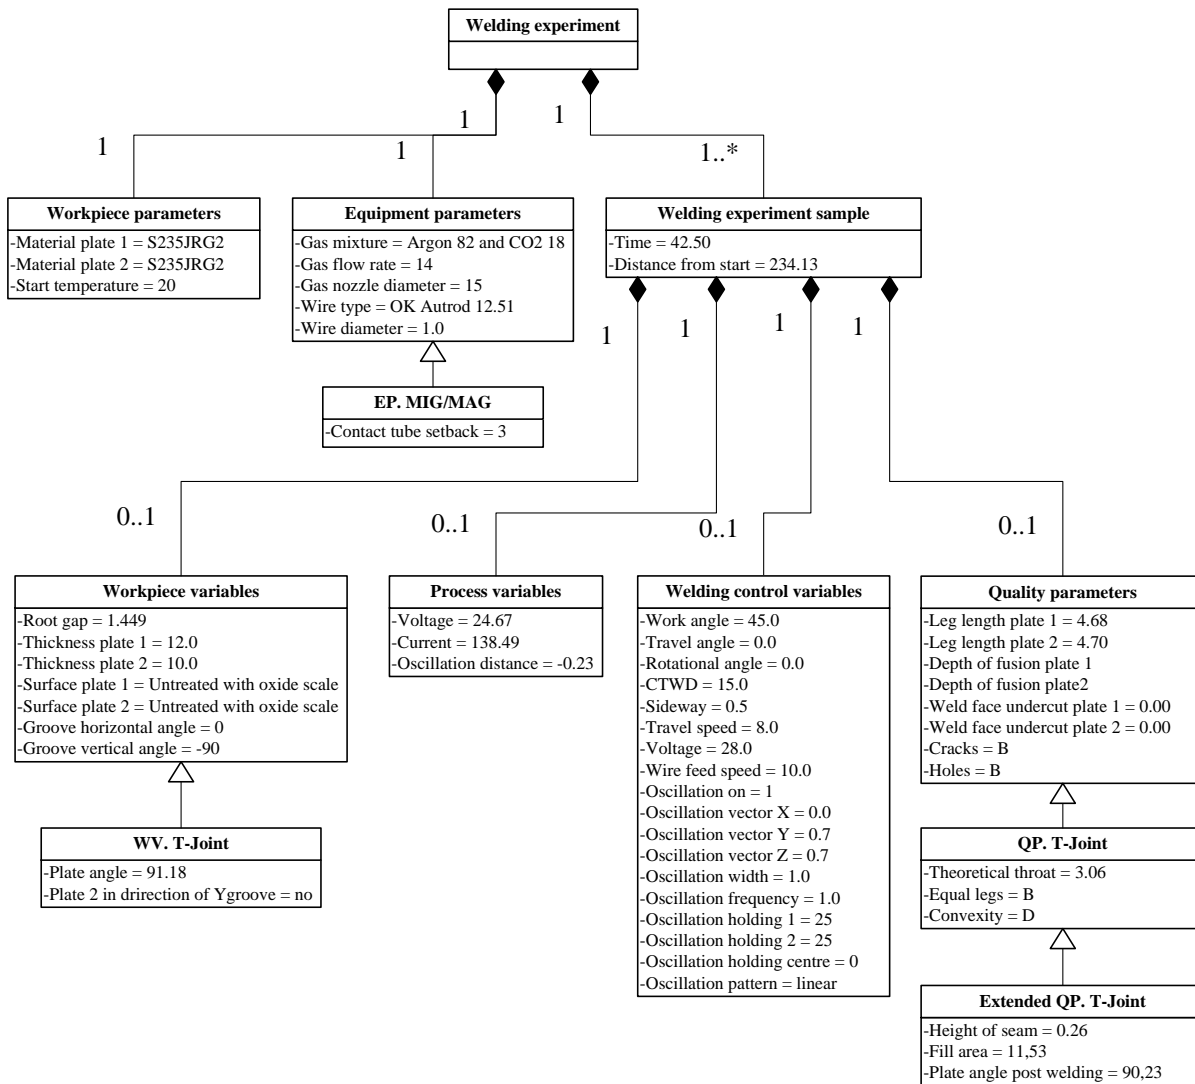 Welding experiment
1
1
1
1
1..*
Workpiece parameters
-Material plate 1 = S235JRG2
-Material plate 2 = S235JRG2
-Start temperature = 20
Equipment parameters
-Gas mixture = Argon 82 and CO2 18
-Gas flow rate = 14
-Gas nozzle diameter = 15
-Wire type = OK Autrod 12.51
-Wire diameter = 1.0
Welding experiment sample
-Time = 42.50
-Distance from start = 234.13
EP. MIG/MAG
-Contact tube setback = 3
1
1
1
1
0..1
0..1
0..1
0..1
Workpiece variables
-Root gap = 1.449
-Thickness plate 1 = 12.0
-Thickness plate 2 = 10.0
-Surface plate 1 = Untreated with oxide scale
-Surface plate 2 = Untreated with oxide scale
-Groove horizontal angle = 0
-Groove vertical angle = -90
WV. T-Joint
-Plate angle = 91.18
-Plate 2 in drirection of Ygroove = no
Process variables
-Voltage = 24.67
-Current = 138.49
-Oscillation distance = -0.23
Welding control variables
-Work angle = 45.0
-Travel angle = 0.0
-Rotational angle = 0.0
-CTWD = 15.0
-Sideway = 0.5
-Travel speed = 8.0
-Voltage = 28.0
-Wire feed speed = 10.0
-Oscillation on = 1
-Oscillation vector X = 0.0
-Oscillation vector Y = 0.7
-Oscillation vector Z = 0.7
-Oscillation width = 1.0
-Oscillation frequency = 1.0
-Oscillation holding 1 = 25
-Oscillation holding 2 = 25
-Oscillation holding centre = 0
-Oscillation pattern = linear
Quality parameters
-Leg length plate 1 = 4.68
-Leg length plate 2 = 4.70
-Depth of fusion plate 1
-Depth of fusion plate2
-Weld face undercut plate 1 = 0.00
-Weld face undercut plate 2 = 0.00
-Cracks = B
-Holes = B
QP. T-Joint
-Theoretical throat = 3.06
-Equal legs = B
-Convexity = D
Extended QP. T-Joint
-Height of seam = 0.26
-Fill area = 11,53
-Plate angle post welding = 90,23